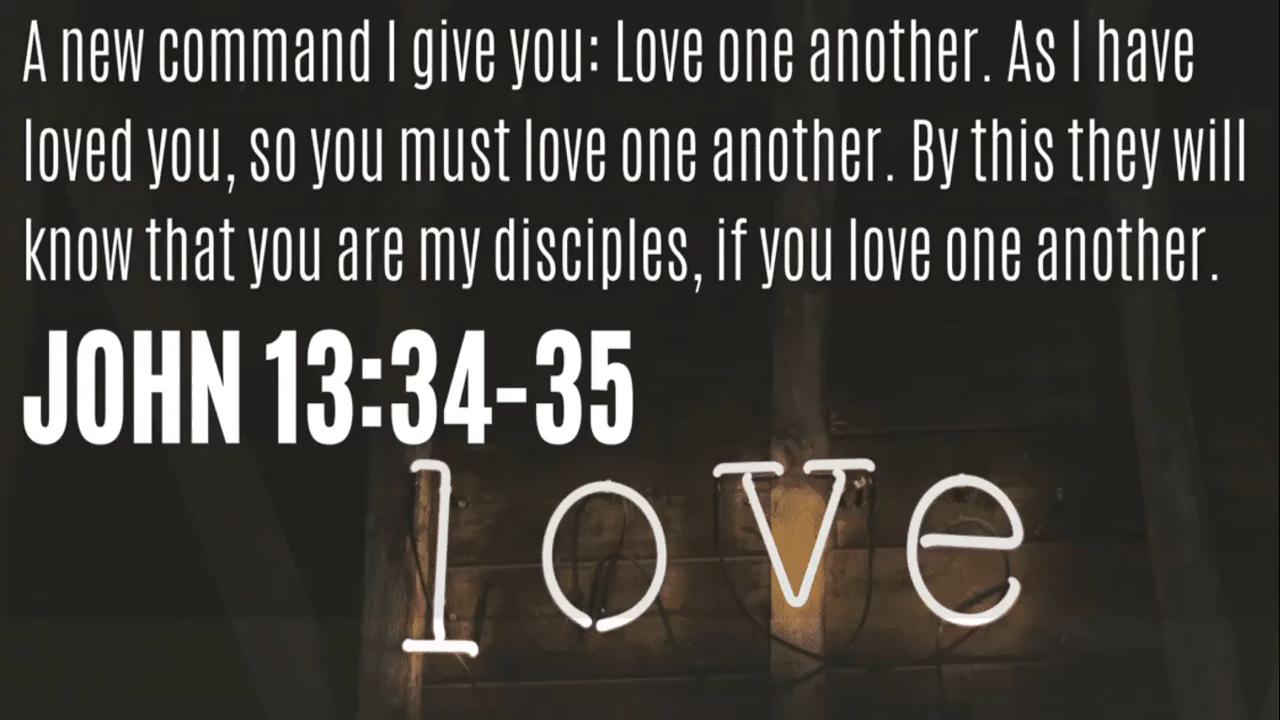 A new command I give you: Love one another. As I have
loved you, so you must love one another. By this they will
know that you are my disciples, if you love one another.
JOHN 13:34-35
love